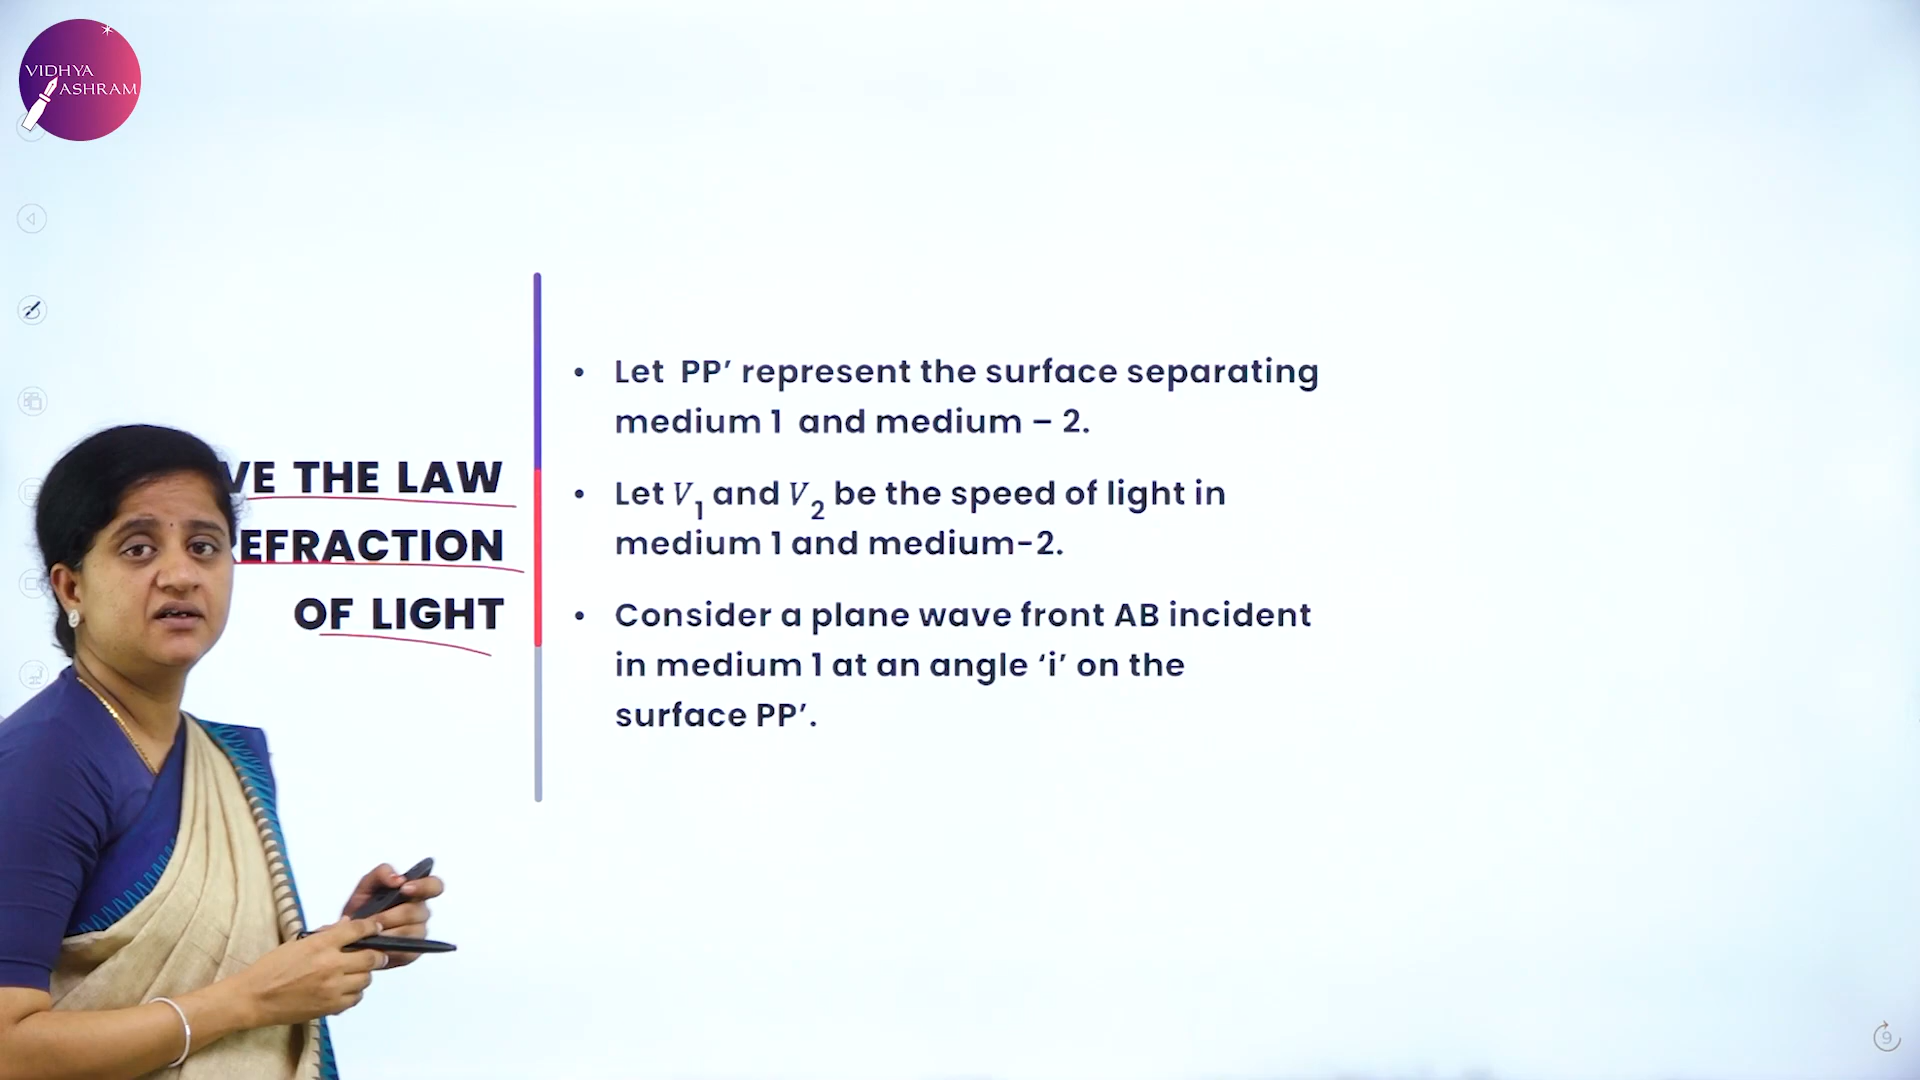 VIDHYA
ASHRAM
VE THE LAW
EFRACTION
OF LIGHT
• Let PP’ represent the surface separating
medium 1 and medium – 2.
• Let V₁ and V₂ be the speed of light in
medium 1 and medium-2.
• Consider a plane wave front AB incident
in medium 1 at an angle ‘i’ on the
surface PP’.
9